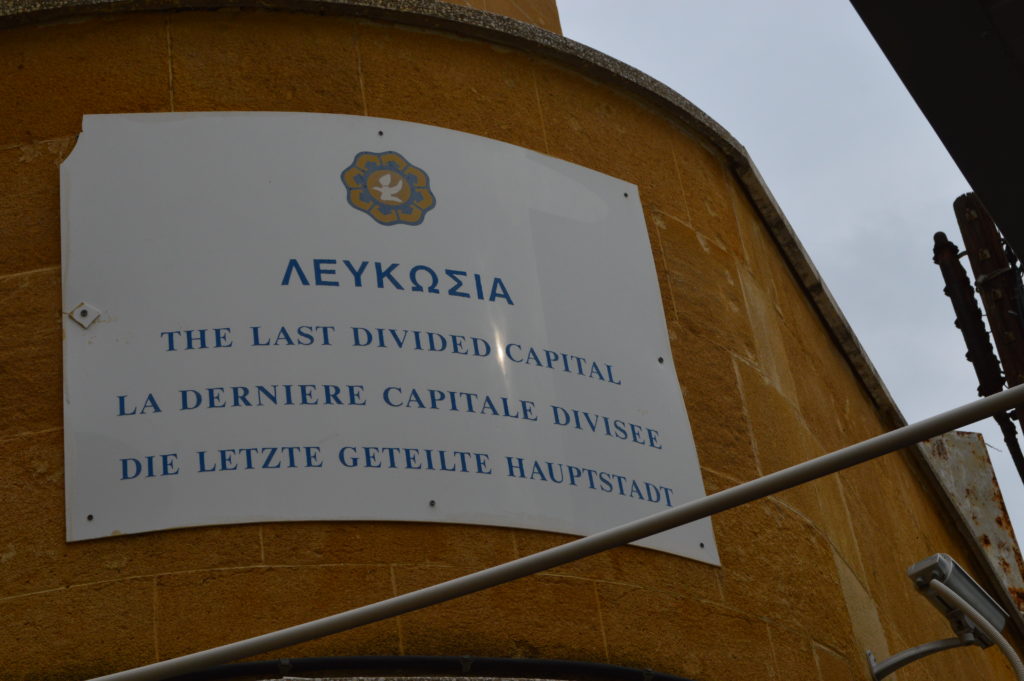 ΛΕΥΚΩΣΙΑ
THE LAST DIVIDED CAPITAL
LA DERNIERE CAPITALE DIVISEE
DIE LETZTE GETEILTE HAUPTSTADT